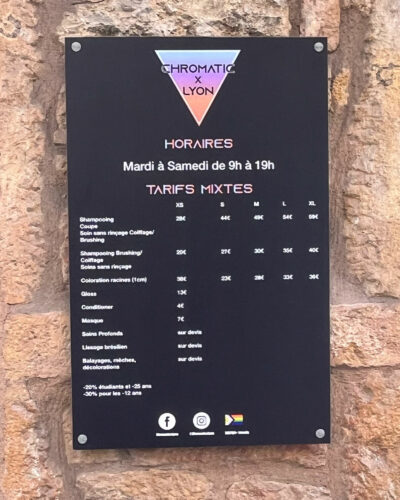 CHROMATIC
X
LYON
HORAIRES
Mardi à Samedi de 9h à 19h
TARIFS MIXTES
XS S M L XL
Shampooing 28€ 44€ 49€ 54€ 59€
Coupe
Soin sans rinçage Coiffage/
Brushing
Shampooing Brushing/ 20€ 27€ 30€ 35€ 40€
Coiffage
Soins sans rinçage
Coloration racines (1cm) 23€ 28€ 33€ 38€
Gloss 13€
Conditioner 4€
Masque 7€
Soins Profonds sur devis
Lissage brésilien sur devis
Balayages, mèches, sur devis
décolorations
-20% étudiants et -25 ans
-30% pour les -12 ans